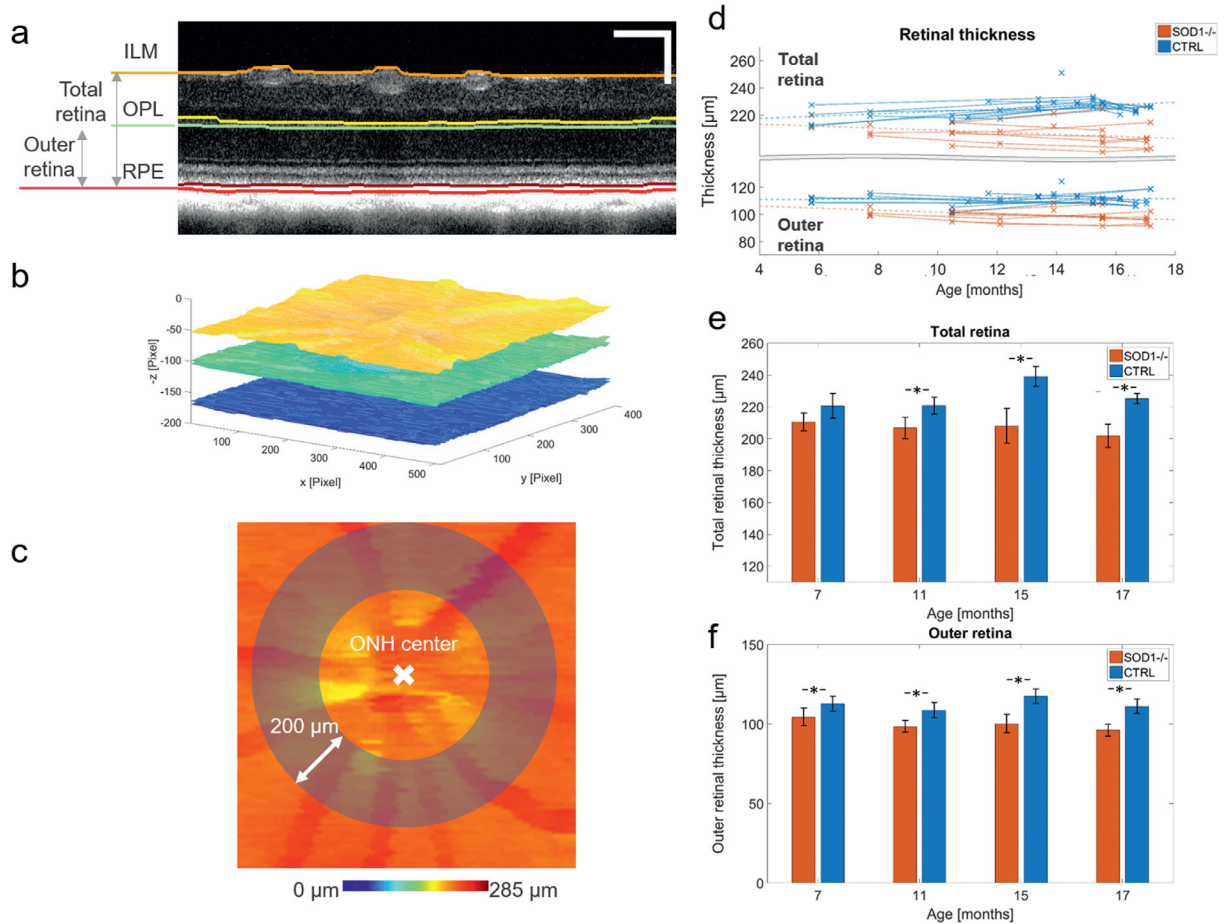 a
ILM
Total
retina
OPL
Outer
retina
RPE
b
0
-50
-100
-150
-200
-z [Pixel]
100
200
300
400
500
x [Pixel]
100
200
300
400
y [Pixel]
c
ONH center
200 µm
0 µm
285 µm
d
Retinal thickness
SOD1-/-
CTRL
Total
retina
260
240
220
120
100
80
Thickness [µm]
Outer
retina
4
6
8
10
12
14
16
18
Age [months]
e
Total retina
SOD1-/-
CTRL
260
240
220
200
180
160
140
120
Total retinal thickness [µm]
-*-
-*-
-*-
7
11
15
17
Age [months]
f
Outer retina
SOD1-/-
CTRL
150
100
50
0
Outer retinal thickness [µm]
-*-
-*-
-*-
-*-
7
11
15
17
Age [months]